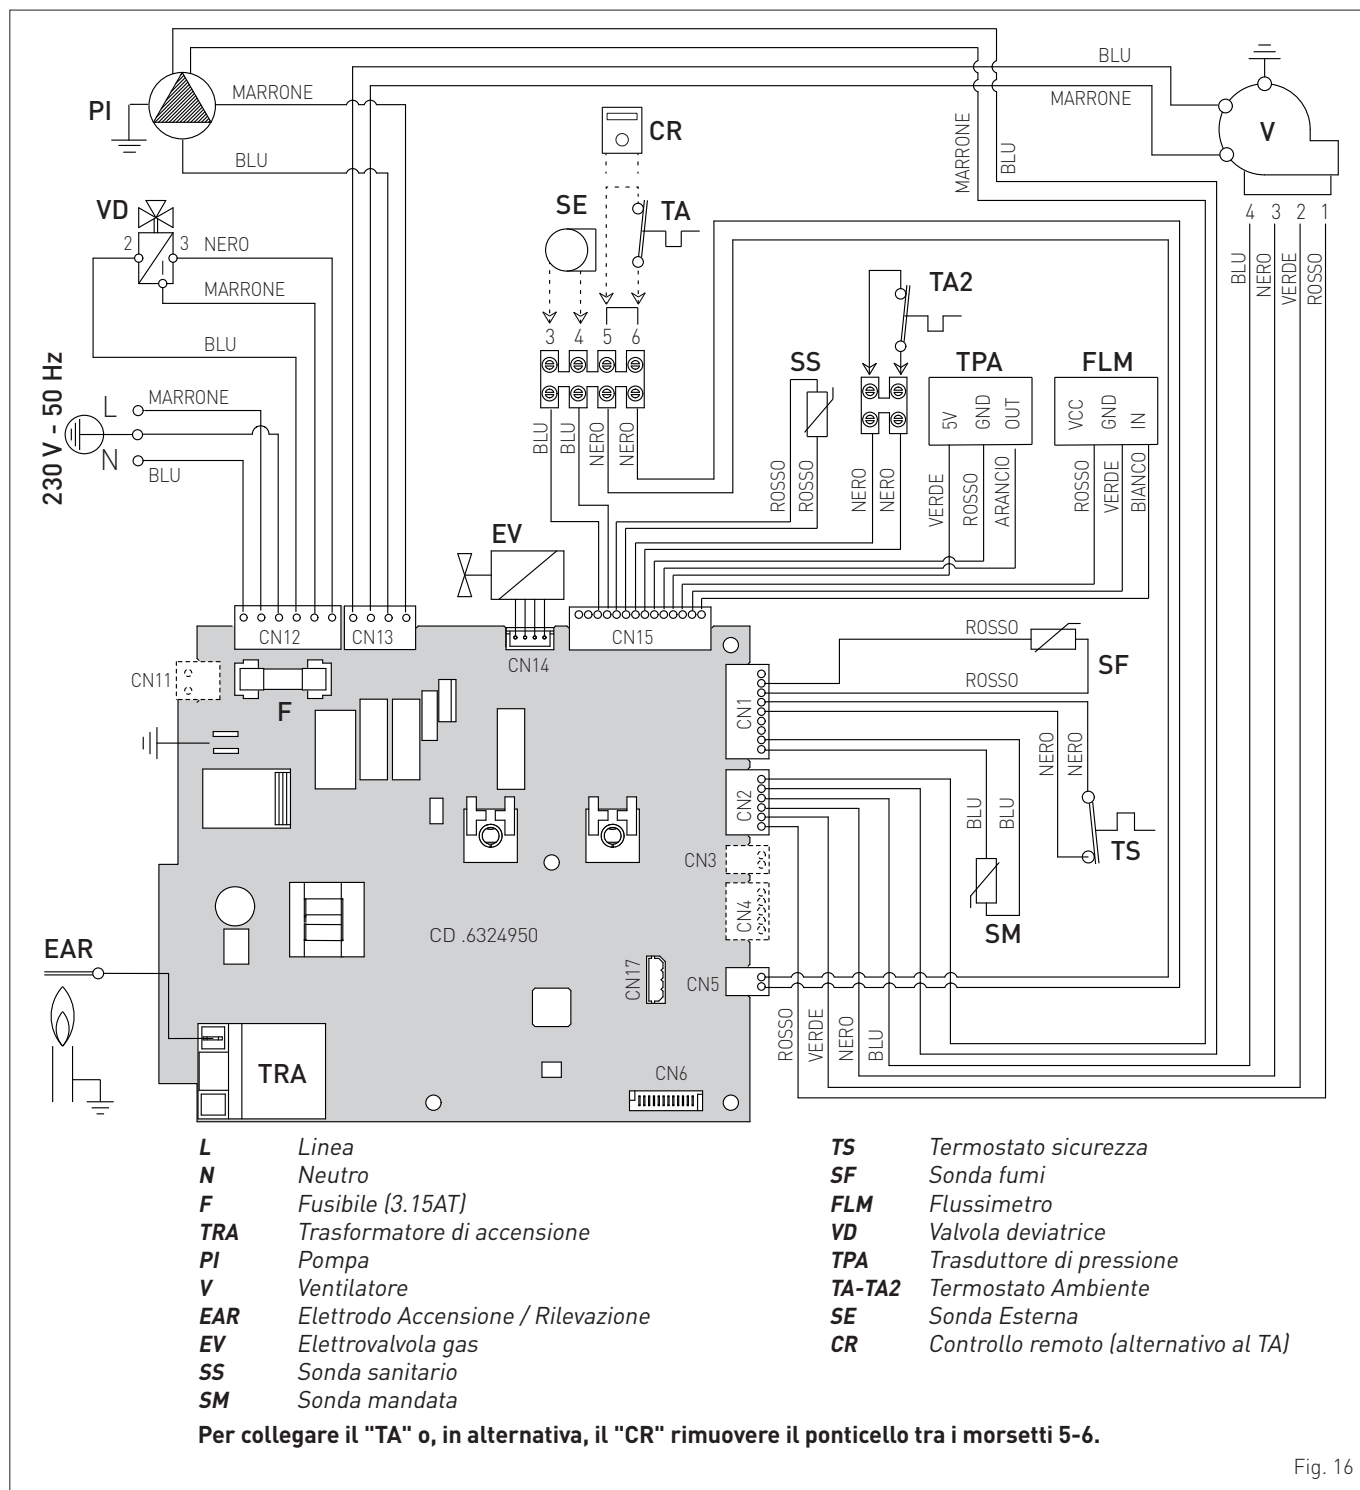 BLU
MARRONE
PI
MARRONE
BLU
CR
V
MARRONE
BLU
VD
SE
TA
4 3 2 1
2
3
NERO
MARRONE
BLU
NERO
VERDE
ROSSO
TA2
3 4 5 6
BLU
SS
TPA
FLM
230 V - 50 Hz
L
MARRONE
N
BLU
5V
GND
OUT
VCC
GND
IN
BLU
BLU
NERO
NERO
ROSSO
ROSSO
NERO
NERO
VERDE
ROSSO
ARANCIO
ROSSO
VERDE
BIANCO
EV
CN12
CN13
CN14
CN15
ROSSO
SF
ROSSO
CN11
F
CN1
NERO
NERO
CN2
BLU
BLU
TS
CN3
CN4
SM
CD .6324950
EAR
CN17
CN5
ROSSO
VERDE
NERO
BLU
TRA
CN6
L Linea
N Neutro
F Fusibile (3.15AT)
TRA Trasformatore di accensione
PI Pompa
V Ventilatore
EAR Elettrodo Accensione / Rilevazione
EV Elettrovalvola gas
SS Sonda sanitario
SM Sonda mandata
TS Termostato sicurezza
SF Sonda fumi
FLM Flussimetro
VD Valvola deviatrice
TPA Trasduttore di pressione
TA-TA2 Termostato Ambiente
SE Sonda Esterna
CR Controllo remoto (alternativo al TA)
Per collegare il "TA" o, in alternativa, il "CR" rimuovere il ponticello tra i morsetti 5-6.
Fig. 16